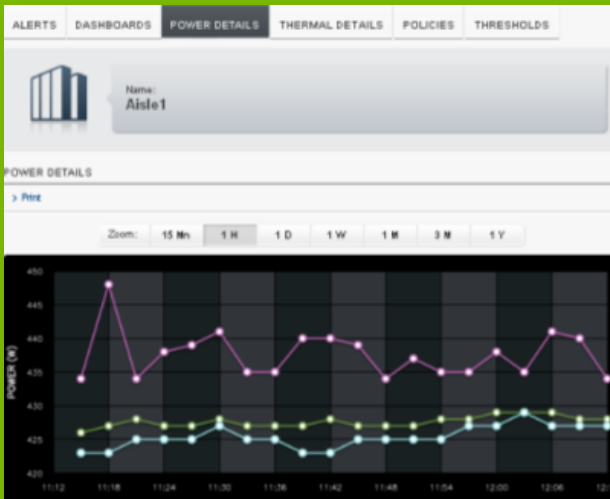 ALERTS DASHBOARDS POWER DETAILS THERMAL DETAILS POLICIES THRESHOLDS
Name:
Aisle1
POWER DETAILS
> Print
Zoom: 15 Mn 1 H 1 D 1 W 1 M 3 M 1 Y
POWER (W)
450
445
440
435
430
425
420
11:12 11:18 11:24 11:30 11:36 11:42 11:48 11:54 12:00 12:06